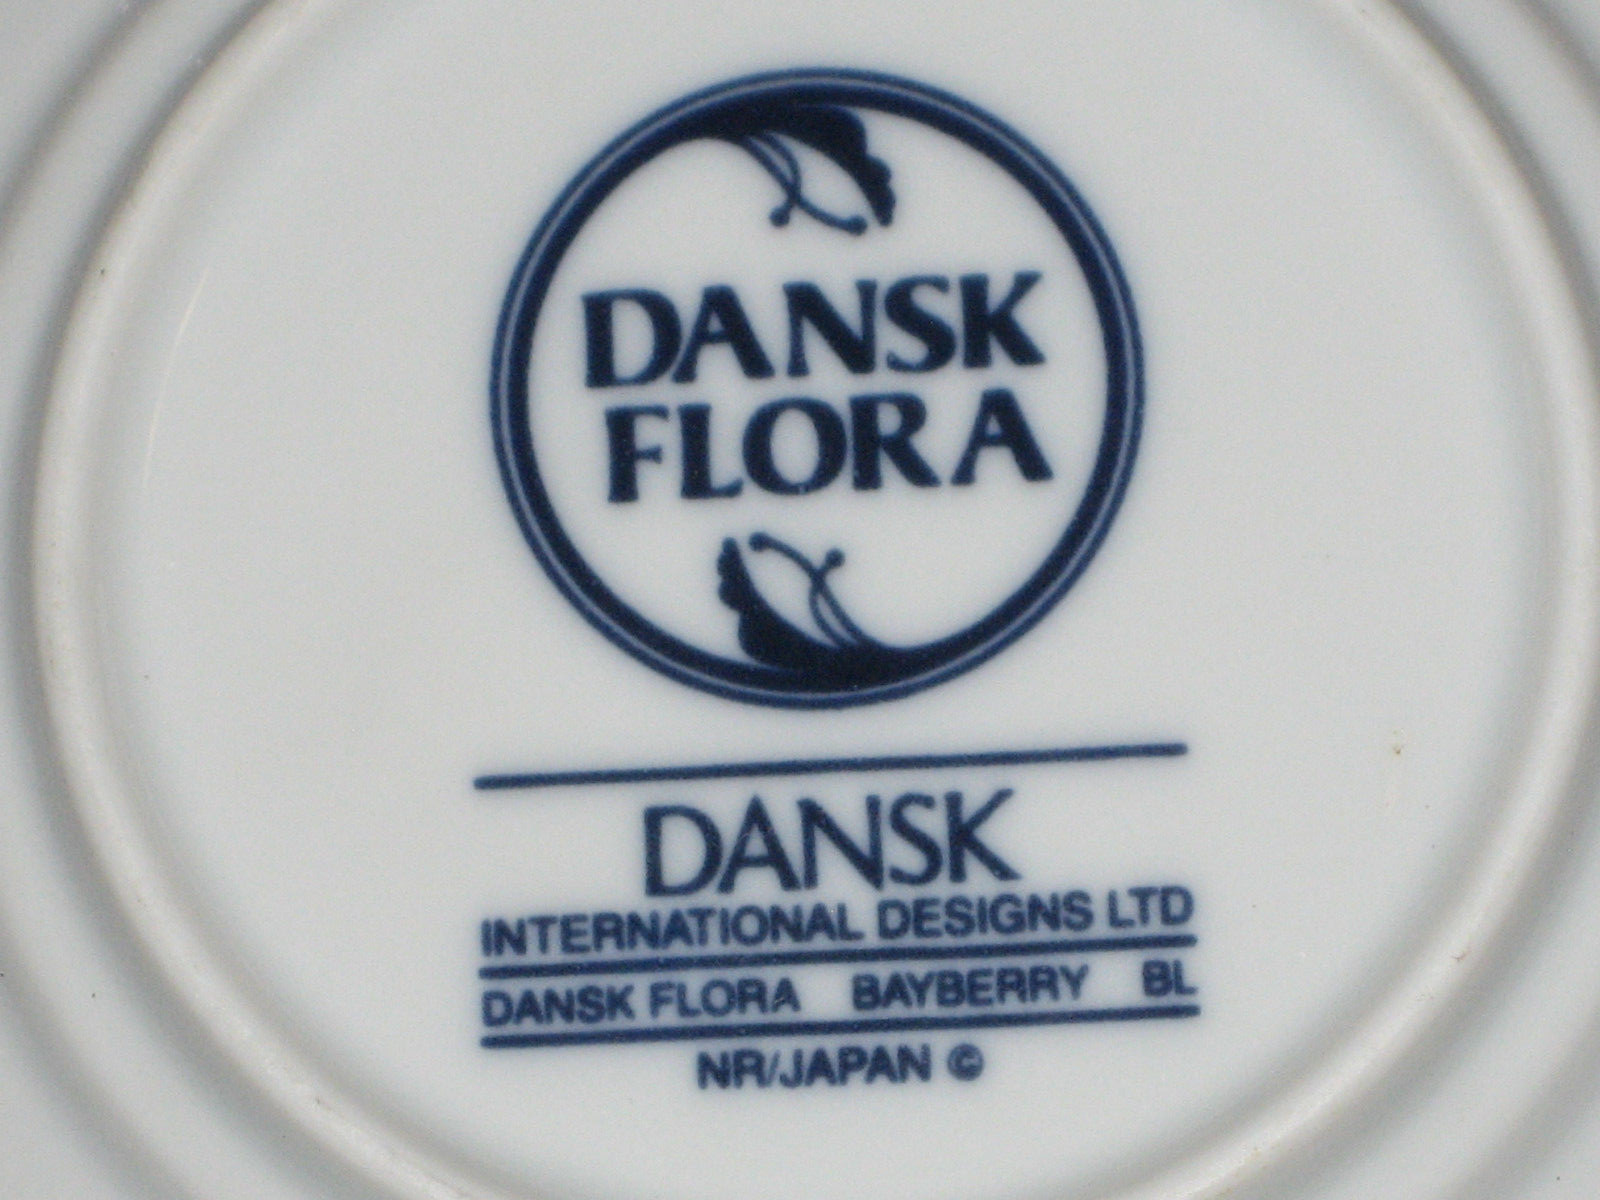 DANSK
FLORA
DANSK
INTERNATIONAL DESIGNS LTD
DANSK FLORA BAYBERRY BL
NR/JAPAN ©